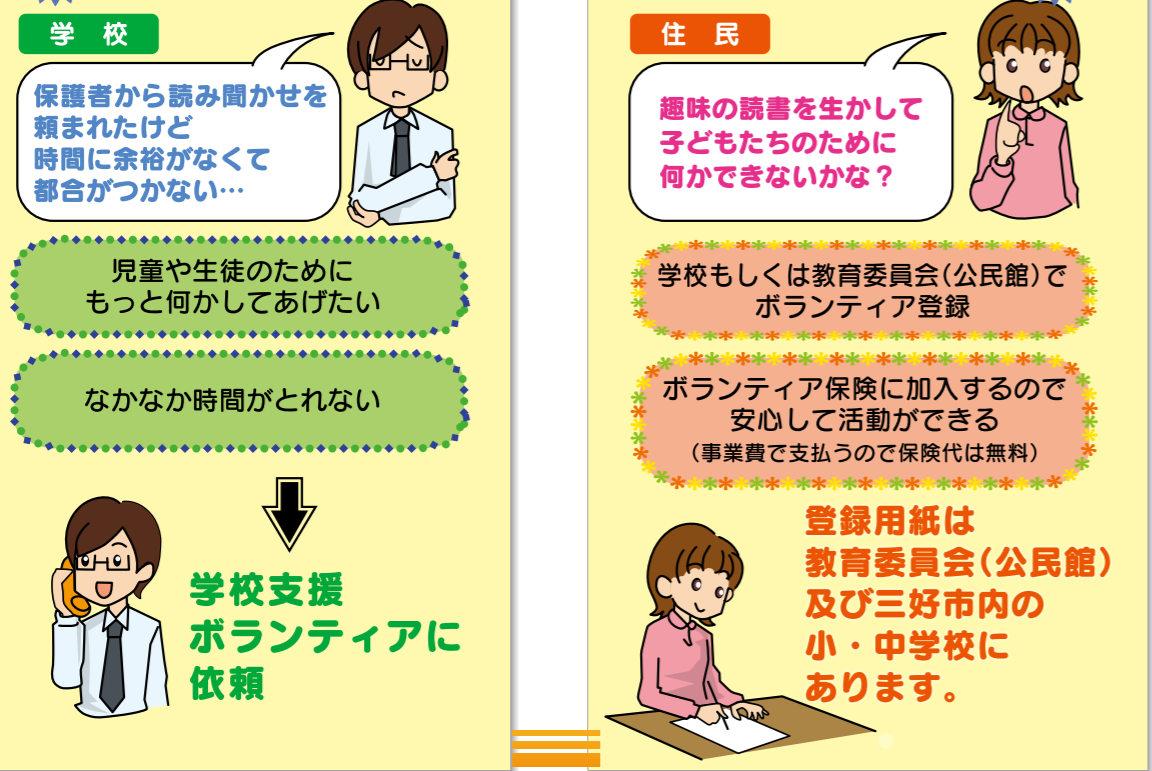 学校
保護者から読み聞かせを
頼まれたけど
時間に余裕がなくて
都合がつかない…
児童や生徒のために
もっと何かしてあげたい
なかなか時間がとれない
学校支援
ボランティアに
依頼
住民
趣味の読書を生かして
子どもたちのために
何かできないかな？
学校もしくは教育委員会(公民館)で
ボランティア登録
ボランティア保険に加入するので
安心して活動ができる
(事業費で支払うので保険代は無料)
登録用紙は
教育委員会(公民館)
及び三好市内の
小・中学校に
あります。